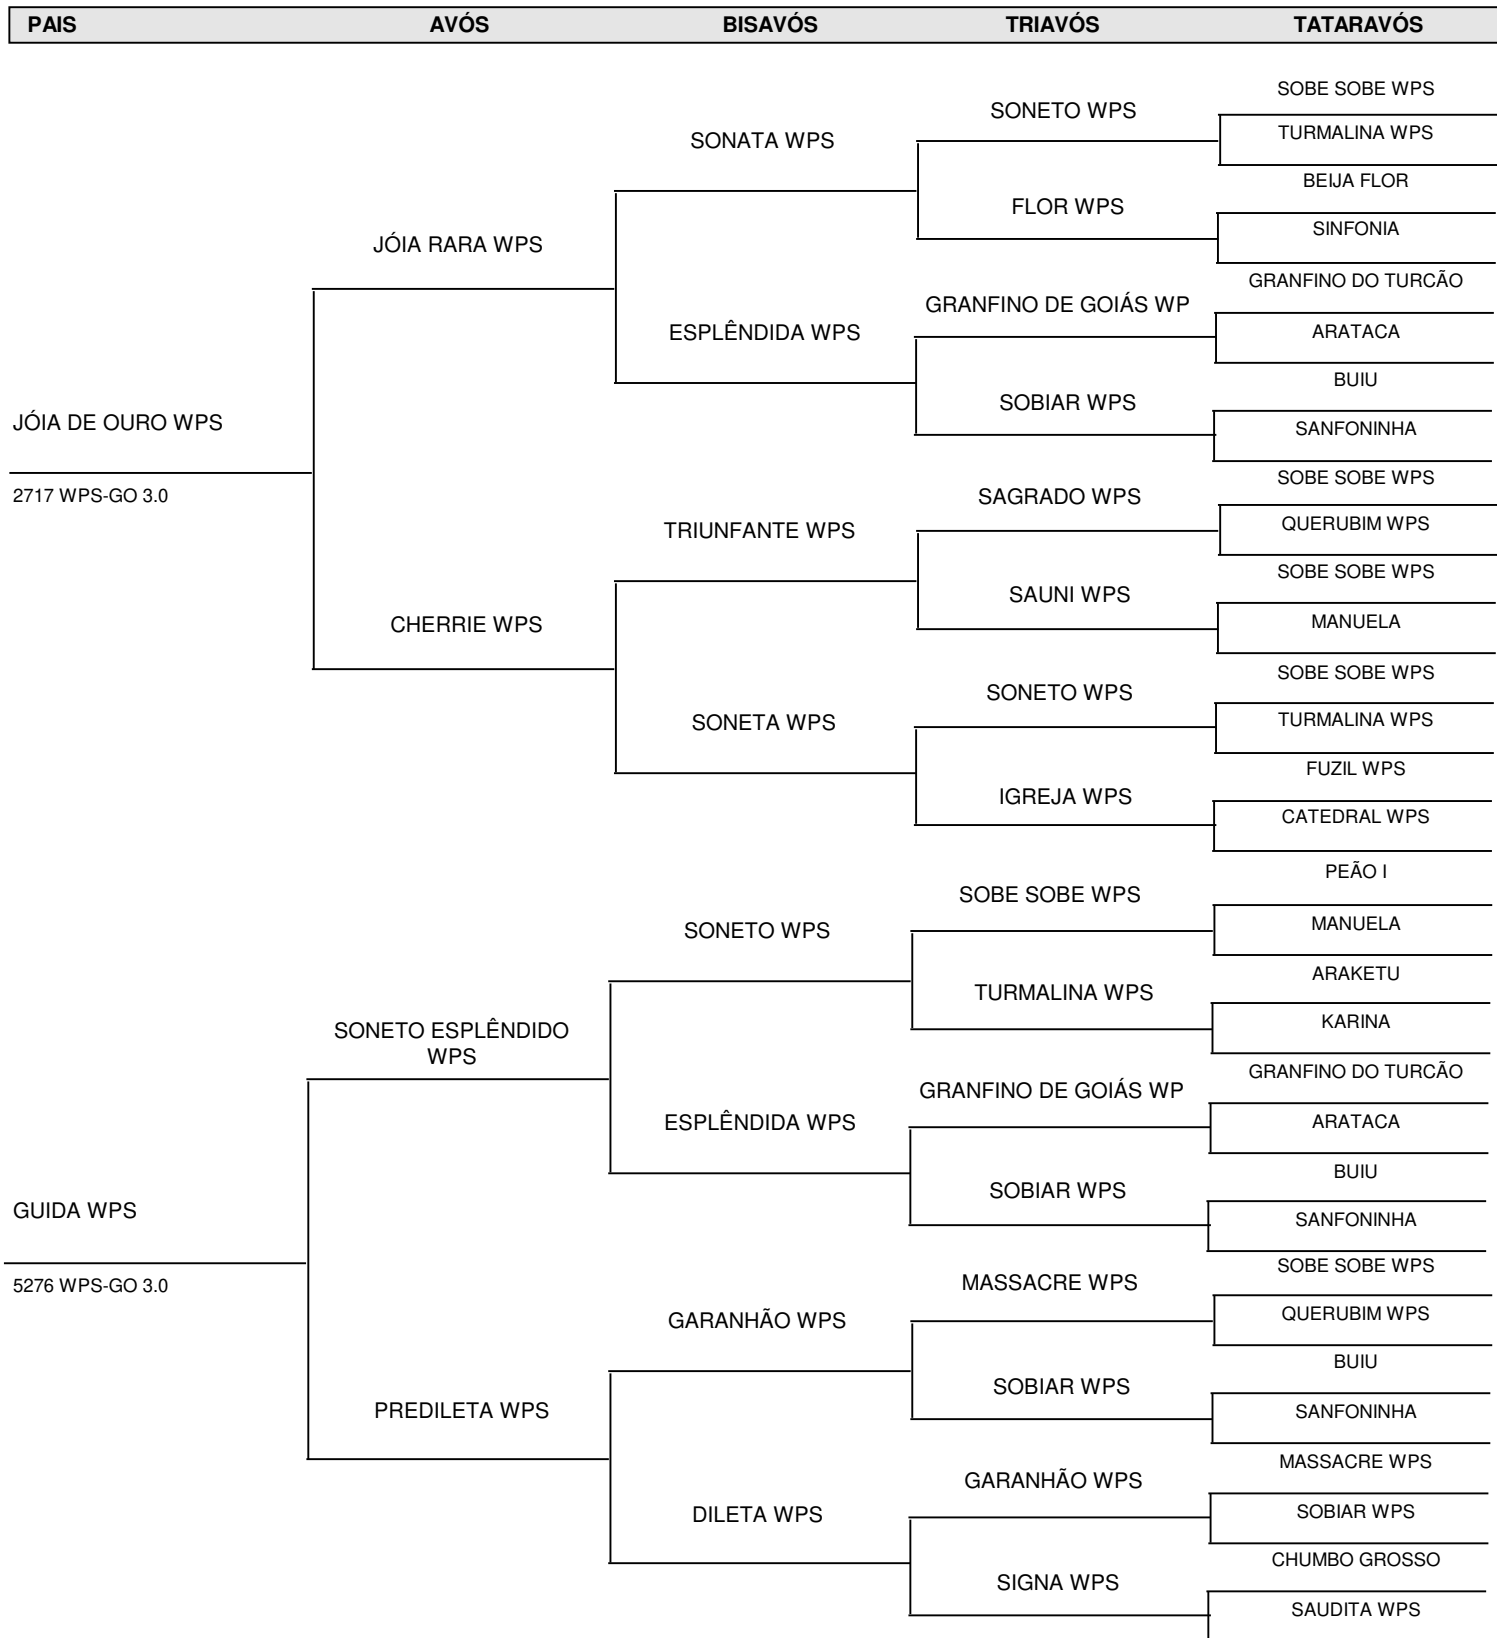 PAIS AVÓS BISAVÓS TRIAVÓS TATARAVÓS
SOBE SOBE WPS
SONETO WPS
TURMALINA WPS
SONATA WPS
BEIJA FLOR
FLOR WPS
SINFONIA
JÓIA RARA WPS
GRANFINO DO TURCÃO
GRANFINO DE GOIÁS WP
ARATACA
ESPLÊNDIDA WPS
BUIU
SOBIAR WPS
SANFONINHA
JÓIA DE OURO WPS
2717 WPS-GO 3.0
SOBE SOBE WPS
SAGRADO WPS
QUERUBIM WPS
TRIUNFANTE WPS
SOBE SOBE WPS
SAUNI WPS
MANUELA
CHERRIE WPS
SOBE SOBE WPS
SONETO WPS
TURMALINA WPS
SONETA WPS
FUZIL WPS
IGREJA WPS
CATEDRAL WPS
PEÃO I
SOBE SOBE WPS
MANUELA
SONETO WPS
ARAKETU
TURMALINA WPS
KARINA
SONETO ESPLÊNDIDO
WPS
GRANFINO DO TURCÃO
GRANFINO DE GOIÁS WP
ARATACA
ESPLÊNDIDA WPS
BUIU
SOBIAR WPS
SANFONINHA
GUIDA WPS
5276 WPS-GO 3.0
SOBE SOBE WPS
MASSACRE WPS
QUERUBIM WPS
GARANHÃO WPS
BUIU
SOBIAR WPS
SANFONINHA
PREDILETA WPS
MASSACRE WPS
GARANHÃO WPS
SOBIAR WPS
DILETA WPS
CHUMBO GROSSO
SIGNA WPS
SAUDITA WPS